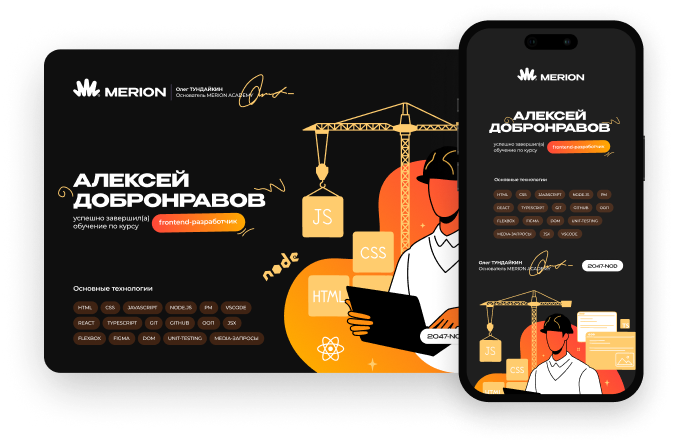 MERION
Олег ТУНДАЙКИН
Основатель MERION ACADEMY
АЛЕКСЕЙ
ДОБРОНРАВОВ
успешно завершил(а)
обучение по курсу
frontend-разработчик
Основные технологии
HTML CSS JAVASCRIPT NODE.JS PM VSCODE
REACT TYPESCRIPT GIT GITHUB ООП JSX
FLEXBOX FIGMA DOM UNIT-TESTING MEDIA-ЗАПРОСЫ
JS
CSS
HTML
node
2047-NO
MERION
АЛЕКСЕЙ
ДОБРОНРАВОВ
успешно завершил(а)
обучение по курсу
frontend-разработчик
Основные технологии
HTML CSS JAVASCRIPT NODE.JS PM
REACT TYPESCRIPT GIT GITHUB ООП
FLEXBOX FIGMA DOM UNIT-TESTING
MEDIA-ЗАПРОСЫ JSX VSCODE
Олег ТУНДАЙКИН
Основатель MERION ACADEMY
2047-NOD
JS
CSS
HTML